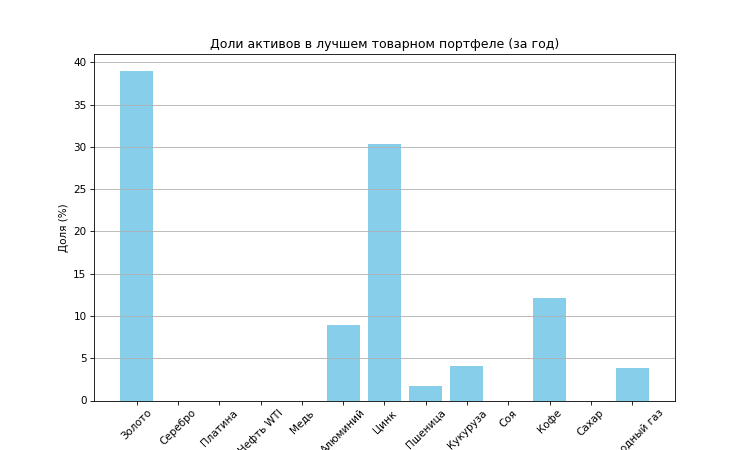 Доли активов в лучшем товарном портфеле (за год)
Доля (%)
40
35
30
25
20
15
10
5
0
Золото
Серебро
Платина
Нефть WTI
Медь
Алюминий
Цинк
Пшеница
Кукуруза
Соя
Кофе
Сахар
газ